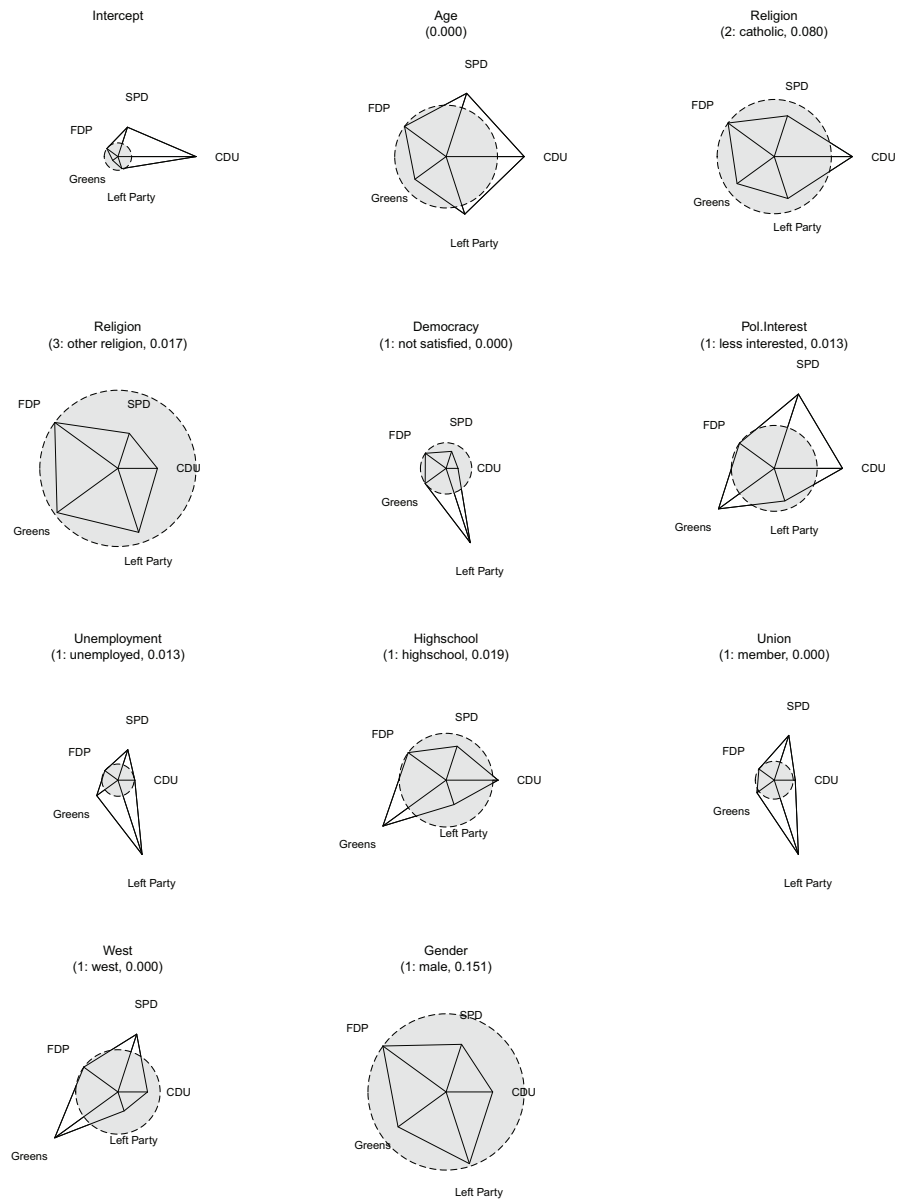 Intercept
SPD
FDP
CDU
Greens
Left Party
Age
(0.000)
SPD
FDP
CDU
Greens
Left Party
Religion
(2: catholic, 0.080)
SPD
FDP
CDU
Greens
Left Party
Religion
(3: other religion, 0.017)
FDP
SPD
CDU
Greens
Left Party
Democracy
(1: not satisfied, 0.000)
SPD
FDP
CDU
Greens
Left Party
Pol.Interest
(1: less interested, 0.013)
SPD
FDP
CDU
Greens
Left Party
Unemployment
(1: unemployed, 0.013)
SPD
FDP
CDU
Greens
Left Party
Highschool
(1: highschool, 0.019)
SPD
FDP
CDU
Left Party
Greens
Union
(1: member, 0.000)
SPD
FDP
CDU
Greens
Left Party
West
(1: west, 0.000)
SPD
FDP
CDU
Left Party
Greens
Gender
(1: male, 0.151)
SPD
FDP
CDU
Greens
Left Party